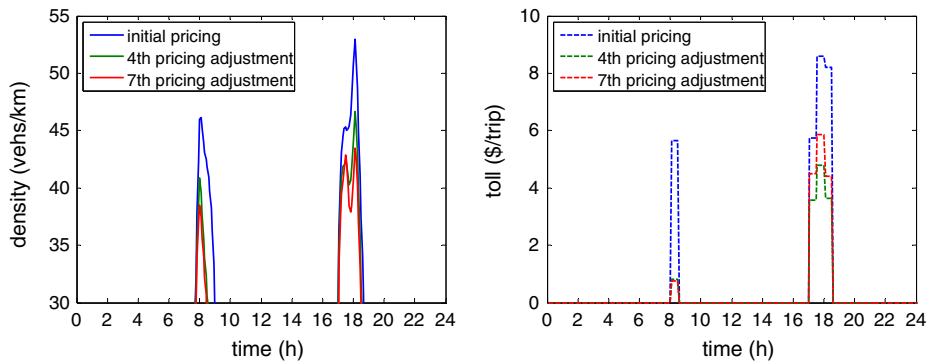 55
50
45
40
35
30
density (vehs/km)
initial pricing
4th pricing adjustment
7th pricing adjustment
0 2 4 6 8 10 12 14 16 18 20 22 24
time (h)
10
8
6
4
2
0
toll ($/trip)
initial pricing
4th pricing adjustment
7th pricing adjustment
0 2 4 6 8 10 12 14 16 18 20 22 24
time (h)